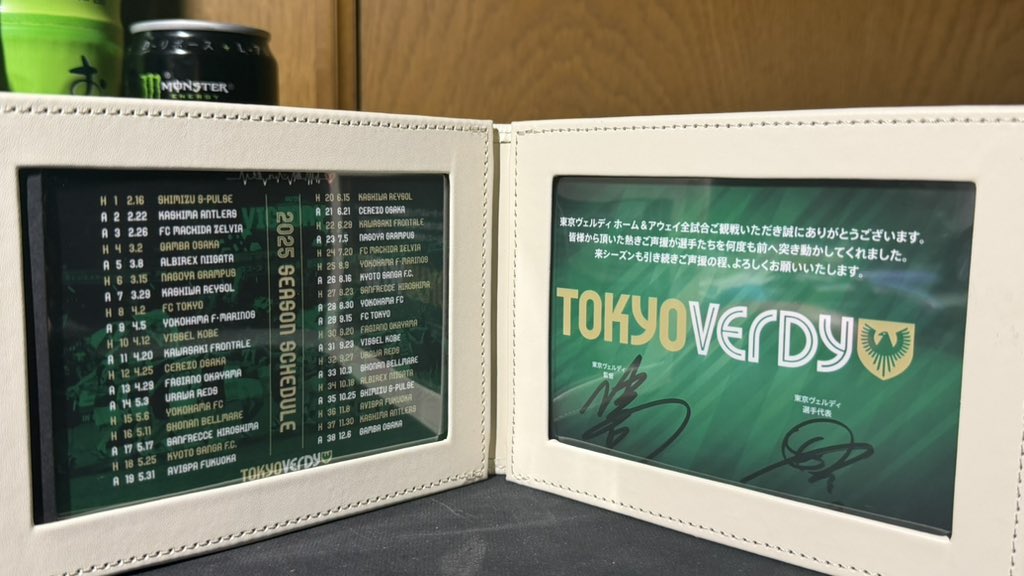 お
ゼリース + L-
MONSTER
ENERGY
H 1 2.16 SHIMIZU S-PULSE
A 2 2.22 KASHIMA ANTLERS
A 3 2.26 FC MACHIDA ZELVIA
H 4 3.2 GAMBA OSAKA
A 5 3.8 ALBIREX NIIGATA
H 6 3.15 NAGOYA GRAMPUS
A 7 3.29 KASHIWA REYSOL
H 8 4.2 FC TOKYO
A 9 4.5 YOKOHAMA F·MARINOS
H 10 4.12 VISSEL KOBE
A 11 4.20 KAWASAKI FRONTALE
H 12 4.25 CEREZO OSAKA
A 13 4.29 FAGIANO OKAYAMA
A 14 5.3 URAWA REDS
H 15 5.6 YOKOHAMA FC
H 16 5.11 SHONAN BELLMARE
A 17 5.17 SANFRECCE HIROSHIMA
H 18 5.25 KYOTO SANGA F.C.
A 19 5.31 AVISPA FUKUOKA
2025 SEASON SCHEDULE
H 20 6.15 KASHIWA REYSOL
A 21 6.21 CEREZO OSAKA
H 22 6.29 KAWASAKI FRONTALE
A 23 7.5 NAGOYA GRAMPUS
H 24 7.20 FC MACHIDA ZELVIA
H 25 8.9 YOKOHAMA F·MARINOS
A 26 8.16 KYOTO SANGA F.C.
H 27 8.23 SANFRECCE HIROSHIMA
A 28 8.30 YOKOHAMA FC
A 29 9.15 FC TOKYO
H 30 9.20 FAGIANO OKAYAMA
A 31 9.23 VISSEL KOBE
H 32 9.27 URAWA REDS
A 33 10.3 SHONAN BELLMARE
H 34 10.18 ALBIREX NIIGATA
A 35 10.25 SHIMIZU S-PULSE
H 36 11.8 AVISPA FUKUOKA
H 37 11.30 KASHIMA ANTLERS
A 38 12.6 GAMBA OSAKA
TOKYO VERDY
東京ヴェルディ ホーム&アウェイ全試合ご観戦いただき誠にありがとうございます。
皆様から頂いた熱きご声援が選手たちを何度も前へ突き動かしてくれました。
来シーズンも引き続きご声援の程、よろしくお願いいたします。
TOKYO VERDY
東京ヴェルディ
監督
東京ヴェルディ
選手代表